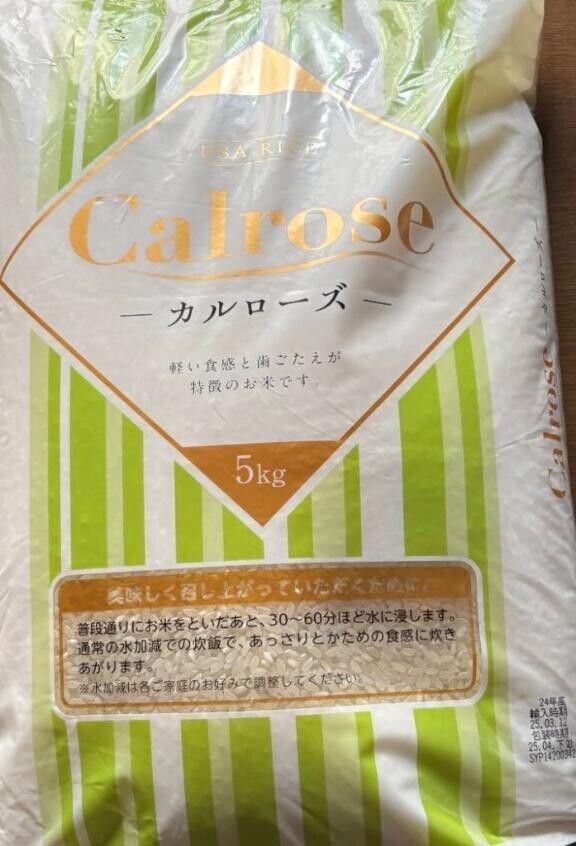 USA RICE
Calrose
— カルローズ —
軽い食感と歯ごたえが
特徴のお米です。
5kg
美味しく召し上がっていただくために。
普段通りにお米をといだあと、30〜60分ほど水に浸します。
通常の水加減での炊飯で、あっさりとかための食感に炊き
あがります。
※水加減は各ご家庭のお好みで調整してください。
Calrose — カルローズ —
24年産
輸入時期
25.03.12
包装時期
25.04.下旬
SYP14200342